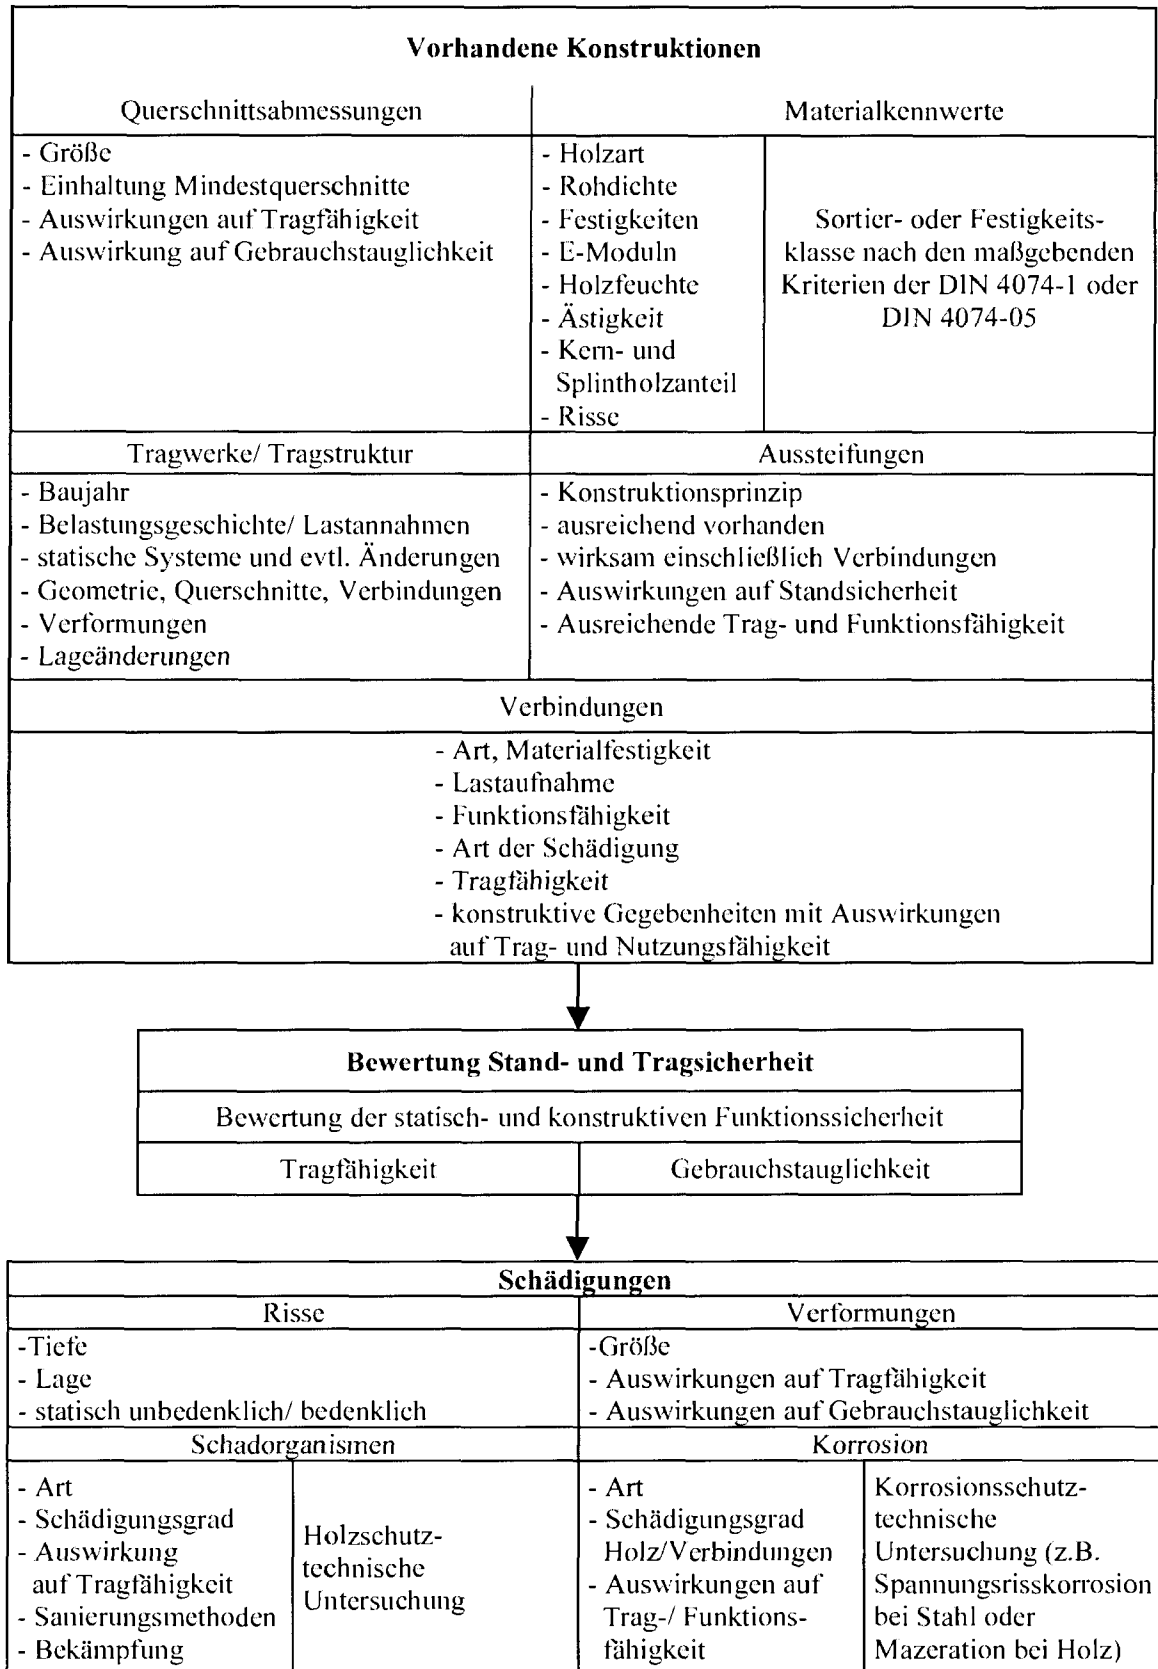 Vorhandene Konstruktionen
Querschnittsabmessungen
- Größe
- Einhaltung Mindestquerschnitte
- Auswirkungen auf Tragfähigkeit
- Auswirkung auf Gebrauchstauglichkeit
Materialkennwerte
- Holzart
- Rohdichte
- Festigkeiten
- E-Moduln
- Holzfeuchte
- Ästigkeit
- Kern- und
Splintholzanteil
- Risse
Sortier- oder Festigkeits-
klasse nach den maßgebenden
Kriterien der DIN 4074-1 oder
DIN 4074-05
Tragwerke/ Tragstruktur
- Baujahr
- Belastungsgeschichte/ Lastannahmen
- statische Systeme und evtl. Änderungen
- Geometrie, Querschnitte, Verbindungen
- Verformungen
- Lageänderungen
Aussteifungen
- Konstruktionsprinzip
- ausreichend vorhanden
- wirksam einschließlich Verbindungen
- Auswirkungen auf Standsicherheit
- Ausreichende Trag- und Funktionsfähigkeit
Verbindungen
- Art, Materialfestigkeit
- Lastaufnahme
- Funktionsfähigkeit
- Art der Schädigung
- Tragfähigkeit
- konstruktive Gegebenheiten mit Auswirkungen
auf Trag- und Nutzungsfähigkeit
Bewertung Stand- und Tragsicherheit
Bewertung der statisch- und konstruktiven Funktionssicherheit
Tragfähigkeit
Gebrauchstauglichkeit
Schädigungen
Risse
-Tiefe
- Lage
- statisch unbedenklich/ bedenklich
Verformungen
-Größe
- Auswirkungen auf Tragfähigkeit
- Auswirkungen auf Gebrauchstauglichkeit
Schadorganismen
- Art
- Schädigungsgrad
- Auswirkung
auf Tragfähigkeit
- Sanierungsmethoden
- Bekämpfung
Holzschutz-
technische
Untersuchung
Korrosion
- Art
- Schädigungsgrad
Holz/Verbindungen
- Auswirkungen auf
Trag-/ Funktions-
fähigkeit
Korrosionsschutz-
technische
Untersuchung (z.B.
Spannungsrisskorrosion
bei Stahl oder
Mazeration bei Holz)